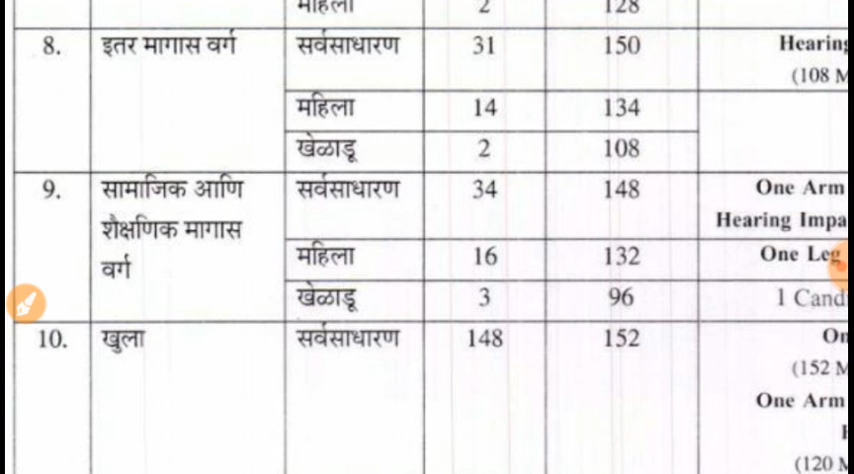 महिला 2 128
8. इतर मागास वर्ग सर्वसाधारण 31 150 Hearing
(108 M
महिला 14 134
खेळाडू 2 108
9. सामाजिक आणि सर्वसाधारण 34 148 One Arm
शैक्षणिक मागास Hearing Impa
वर्ग महिला 16 132 One Leg
खेळाडू 3 96 1 Cand
10. खुला सर्वसाधारण 148 152 On
(152 M
One Arm
(120 M